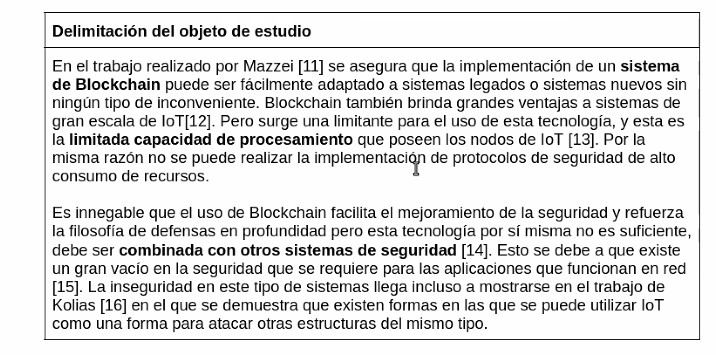 Delimitación del objeto de estudio
En el trabajo realizado por Mazzei [11] se asegura que la implementación de un sistema
de Blockchain puede ser fácilmente adaptado a sistemas legados o sistemas nuevos sin
ningún tipo de inconveniente. Blockchain también brinda grandes ventajas a sistemas de
gran escala de IoT[12]. Pero surge una limitante para el uso de esta tecnología, y esta es
la limitada capacidad de procesamiento que poseen los nodos de IoT [13]. Por la
misma razón no se puede realizar la implementación de protocolos de seguridad de alto
consumo de recursos.
Es innegable que el uso de Blockchain facilita el mejoramiento de la seguridad y refuerza
la filosofía de defensas en profundidad pero esta tecnología por sí misma no es suficiente,
debe ser combinada con otros sistemas de seguridad [14]. Esto se debe a que existe
un gran vacío en la seguridad que se requiere para las aplicaciones que funcionan en red
[15]. La inseguridad en este tipo de sistemas llega incluso a mostrarse en el trabajo de
Kolias [16] en el que se demuestra que existen formas en las que se puede utilizar IoT
como una forma para atacar otras estructuras del mismo tipo.